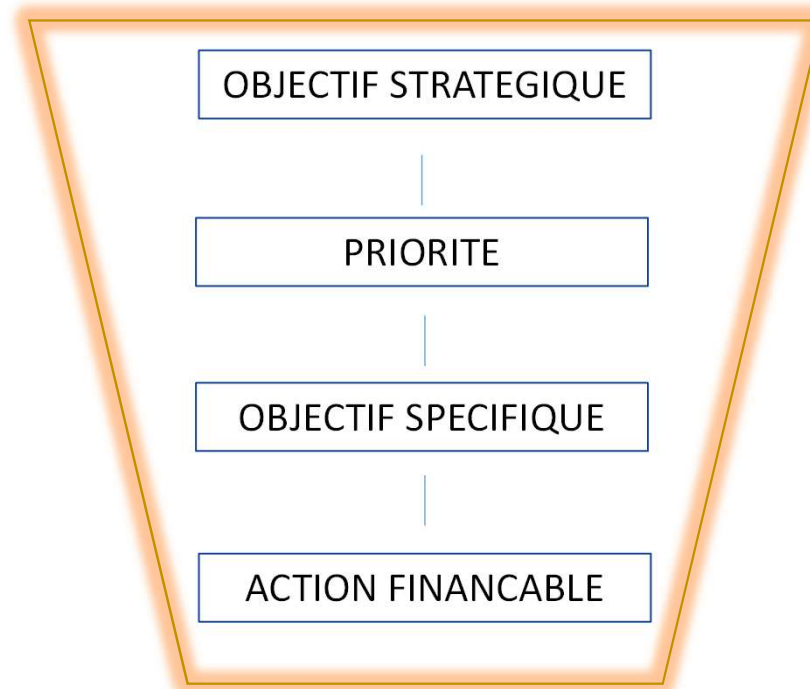 OBJECTIF STRATEGIQUE
PRIORITE
OBJECTIF SPECIFIQUE
ACTION FINANCABLE